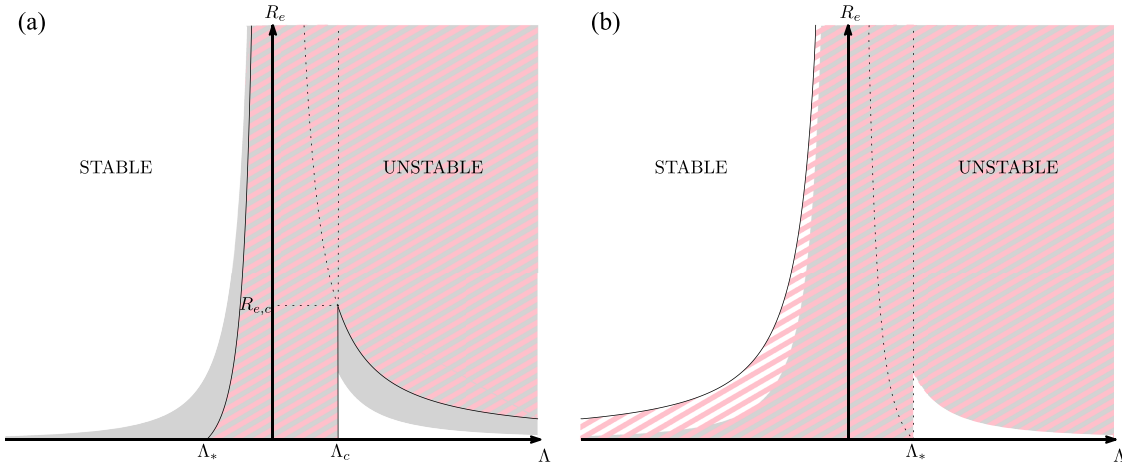 (a)
R_e
STABLE
UNSTABLE
R_{e,c}
Λ_*
Λ_c
Λ
(b)
R_e
STABLE
UNSTABLE
Λ_*
Λ